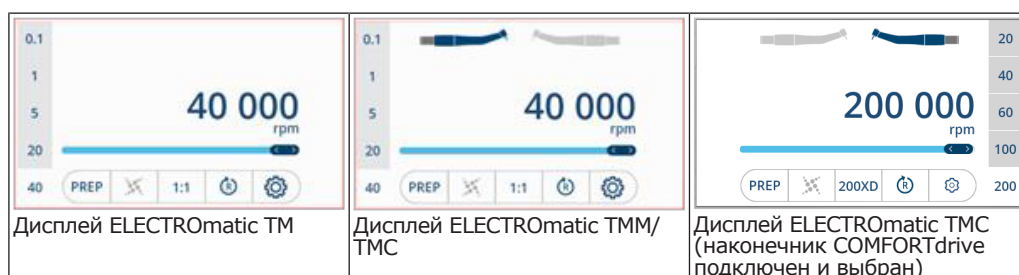 0.1
1
5
20
40
40 000
rpm
PREP 1:1 R
Дисплей ELECTROmatic TM
0.1
1
5
20
40
40 000
rpm
PREP 1:1 R
Дисплей ELECTROmatic TMM/
TMC
200 000
rpm
PREP 200XD R
20
40
60
100
200
Дисплей ELECTROmatic TMC
(наконечник COMFORTdrive
подключен и выбран)